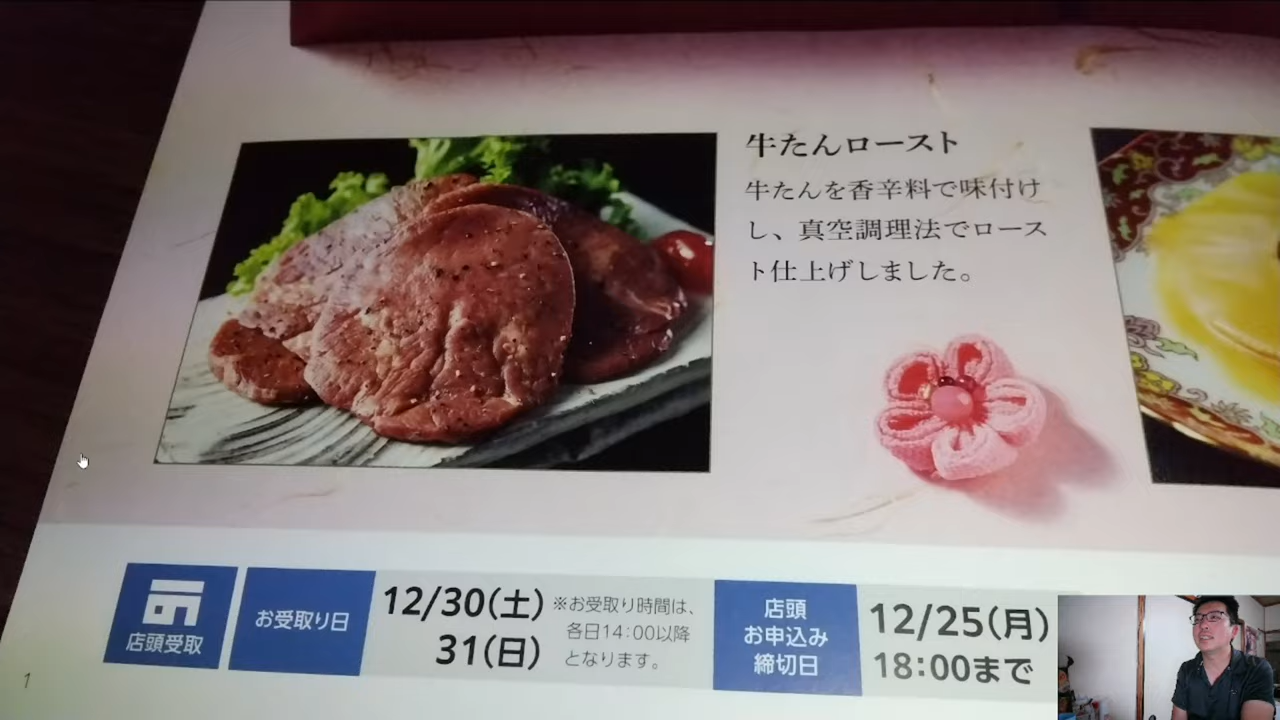 牛たんロースト
牛たんを香辛料で味付け
し、真空調理法でロース
ト仕上げしました。
店頭受取
お受取り日
12/30(土)
31(日)
※お受取り時間は、
各日14:00以降
となります。
店頭
お申込み
締切日
12/25(月)
18:00まで
1